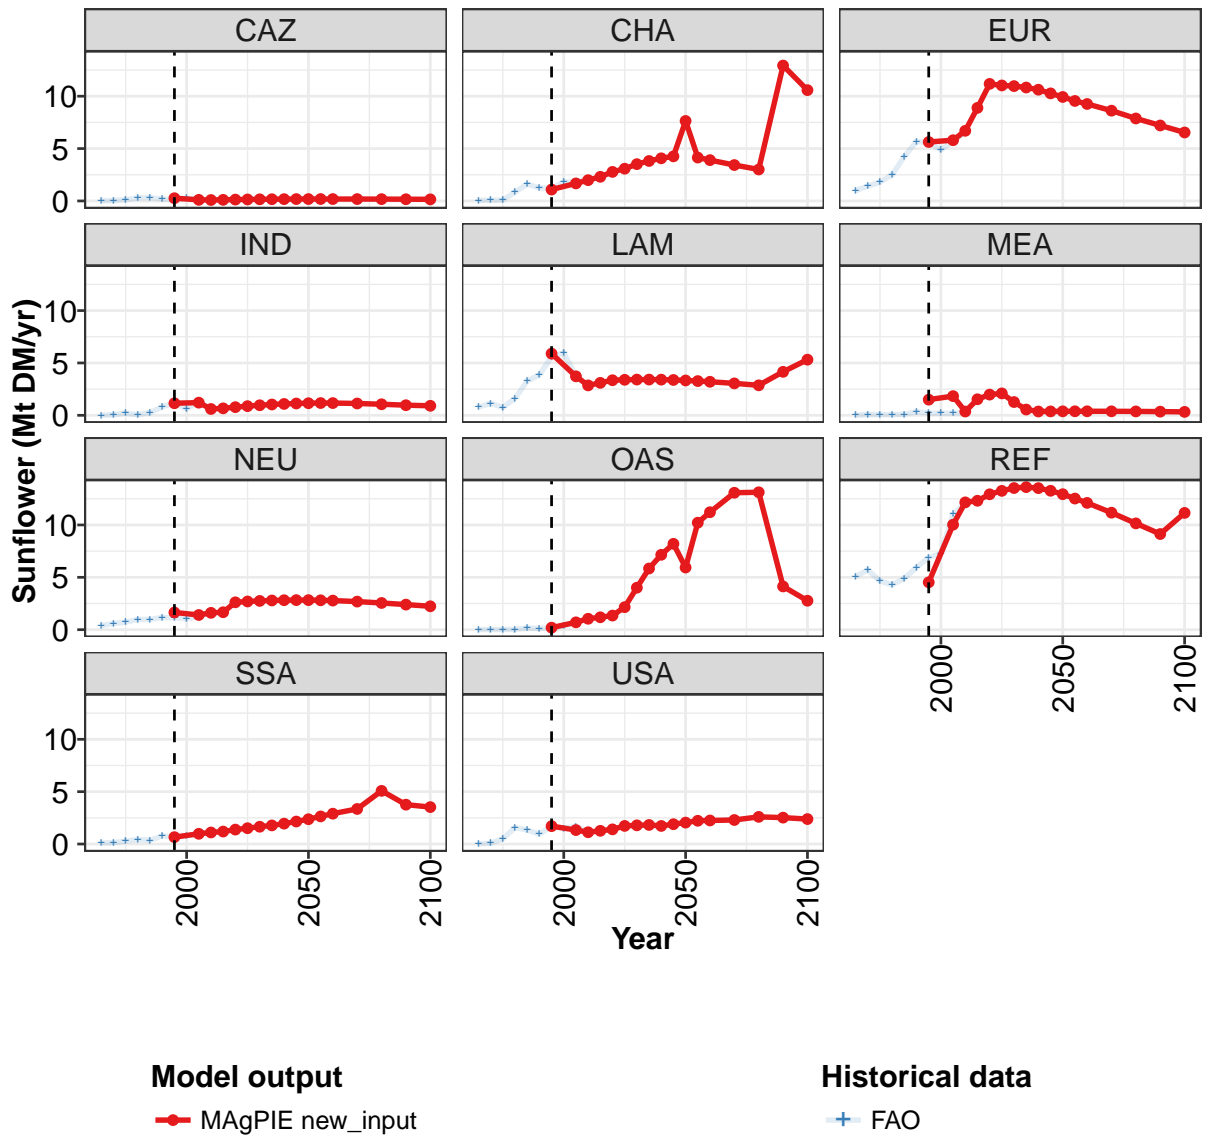 CAZ CHA EUR
10
5
0
IND LAM MEA
10
5
0
Sunflower (Mt DM/yr)
NEU OAS REF
10
5
0
2000 2050 2100
SSA USA
10
5
0
2000 2050 2100 2000 2050 2100
Year
Model output Historical data
MAgPIE new_input FAO